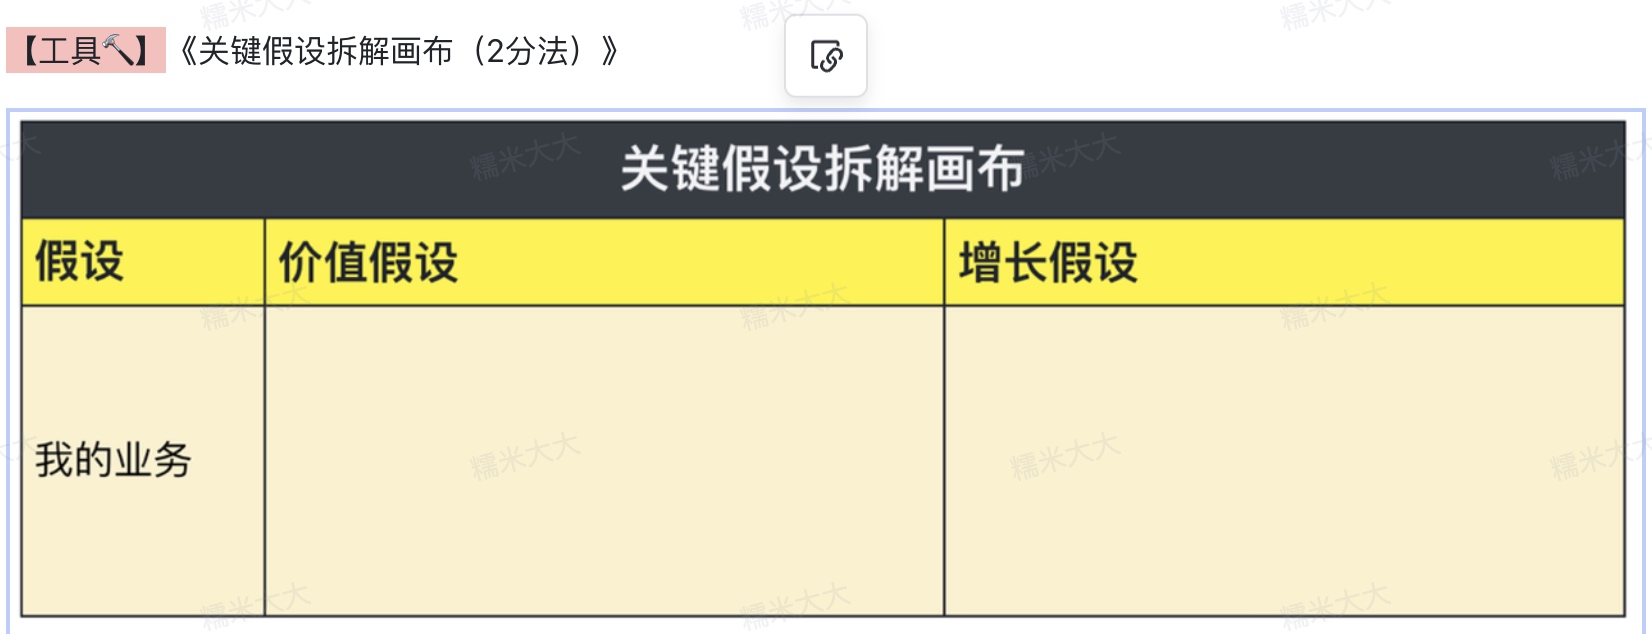 【工具🔨】《关键假设拆解画布（2分法）》
关键假设拆解画布
假设 价值假设 增长假设
我的业务
糯米大大